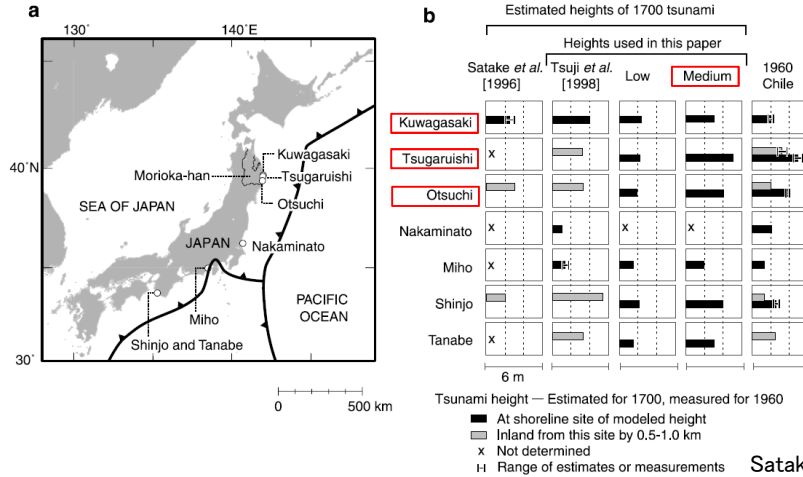 a
130°
140°
40°N
30°
Kuwagasaki
Morioka-han
Tsugaruishi
Otsuchi
SEA OF JAPAN
JAPAN
Nakaminato
PACIFIC
OCEAN
Miho
Shinjo and Tanabe
0
500 km
b
Estimated heights of 1700 tsunami
Heights used in this paper
Satake et al.
[1996]
Tsuji et al.
[1998]
Low
Medium
1960
Chile
Kuwagasaki
Tsugaruishi
x
Otsuchi
Nakaminato
x
x
x
Miho
x
Shinjo
Tanabe
x
6 m
Tsunami height — Estimated for 1700, measured for 1960
At shoreline site of modeled height
Inland from this site by 0.5-1.0 km
x Not determined
Range of estimates or measurements
Satak